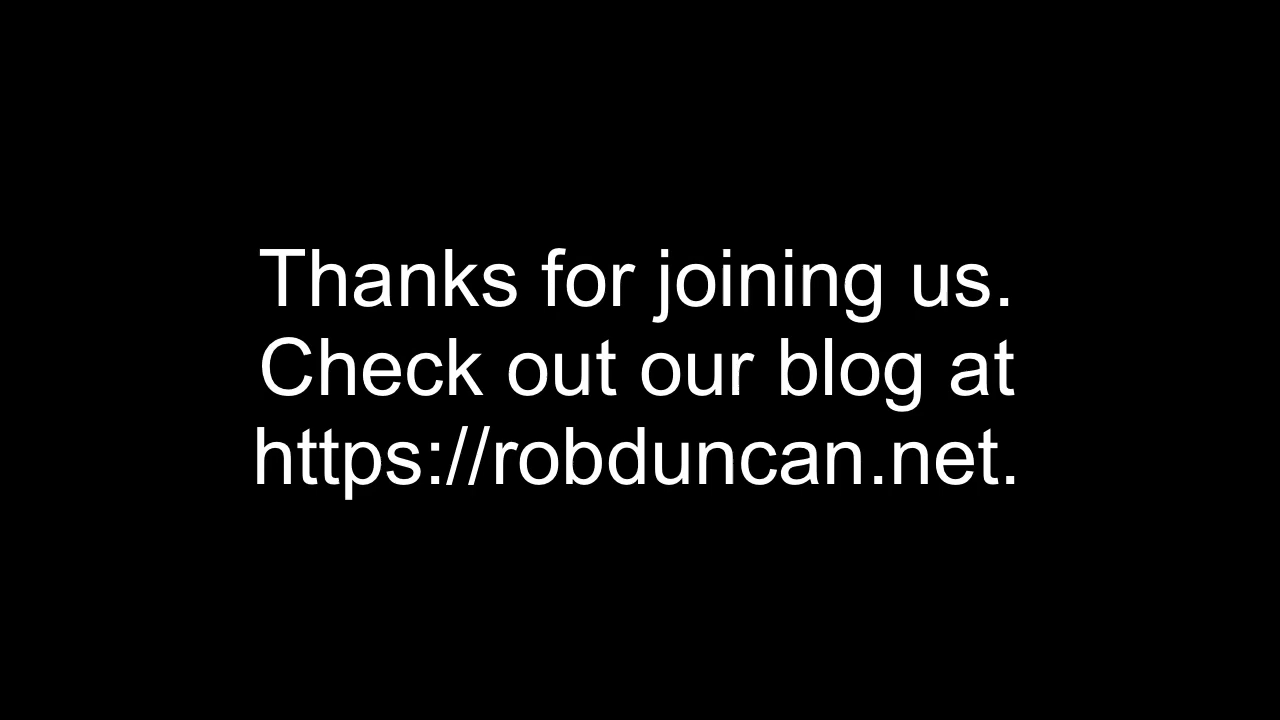 Thanks for joining us.
Check out our blog at
https://robduncan.net.